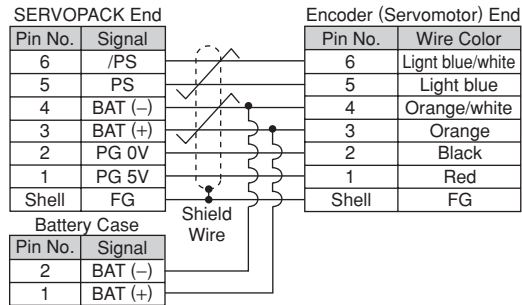 SERVOPACK End
Encoder (Servomotor) End
Pin No. Signal
Pin No. Wire Color
6 /PS
6 Lignt blue/white
5 PS
5 Light blue
4 BAT (−)
4 Orange/white
3 BAT (+)
3 Orange
2 PG 0V
2 Black
1 PG 5V
1 Red
Shell FG
Shell FG
Shield
Wire
Battery Case
Pin No. Signal
2 BAT (−)
1 BAT (+)